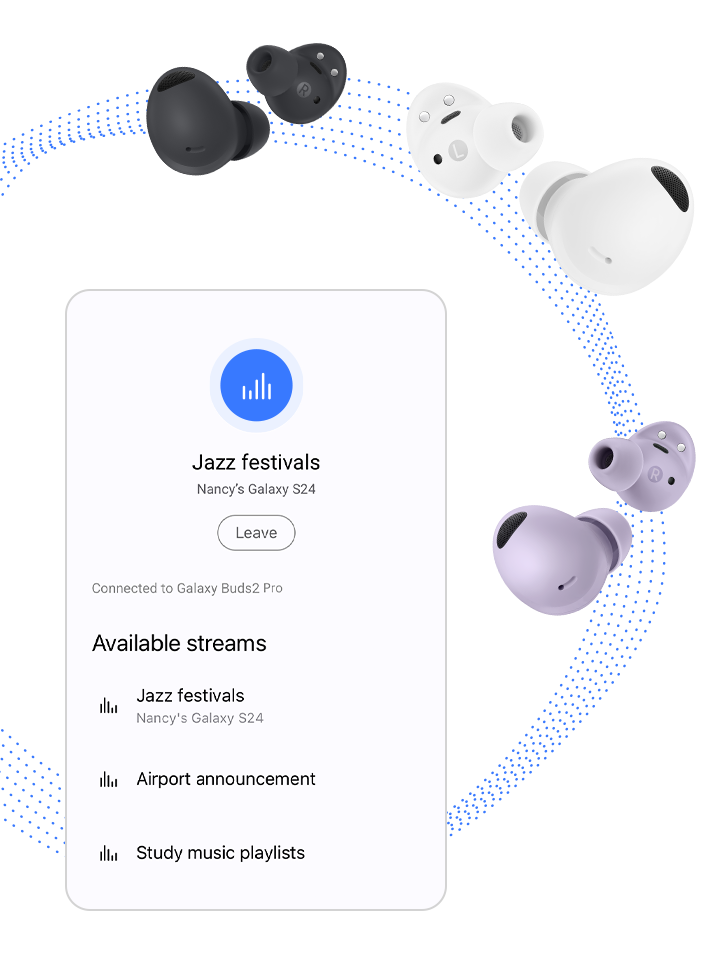 R
L
Jazz festivals
Nancy's Galaxy S24
Leave
R
Connected to Galaxy Buds2 Pro
Available streams
Jazz festivals
Nancy's Galaxy S24
Airport announcement
Study music playlists